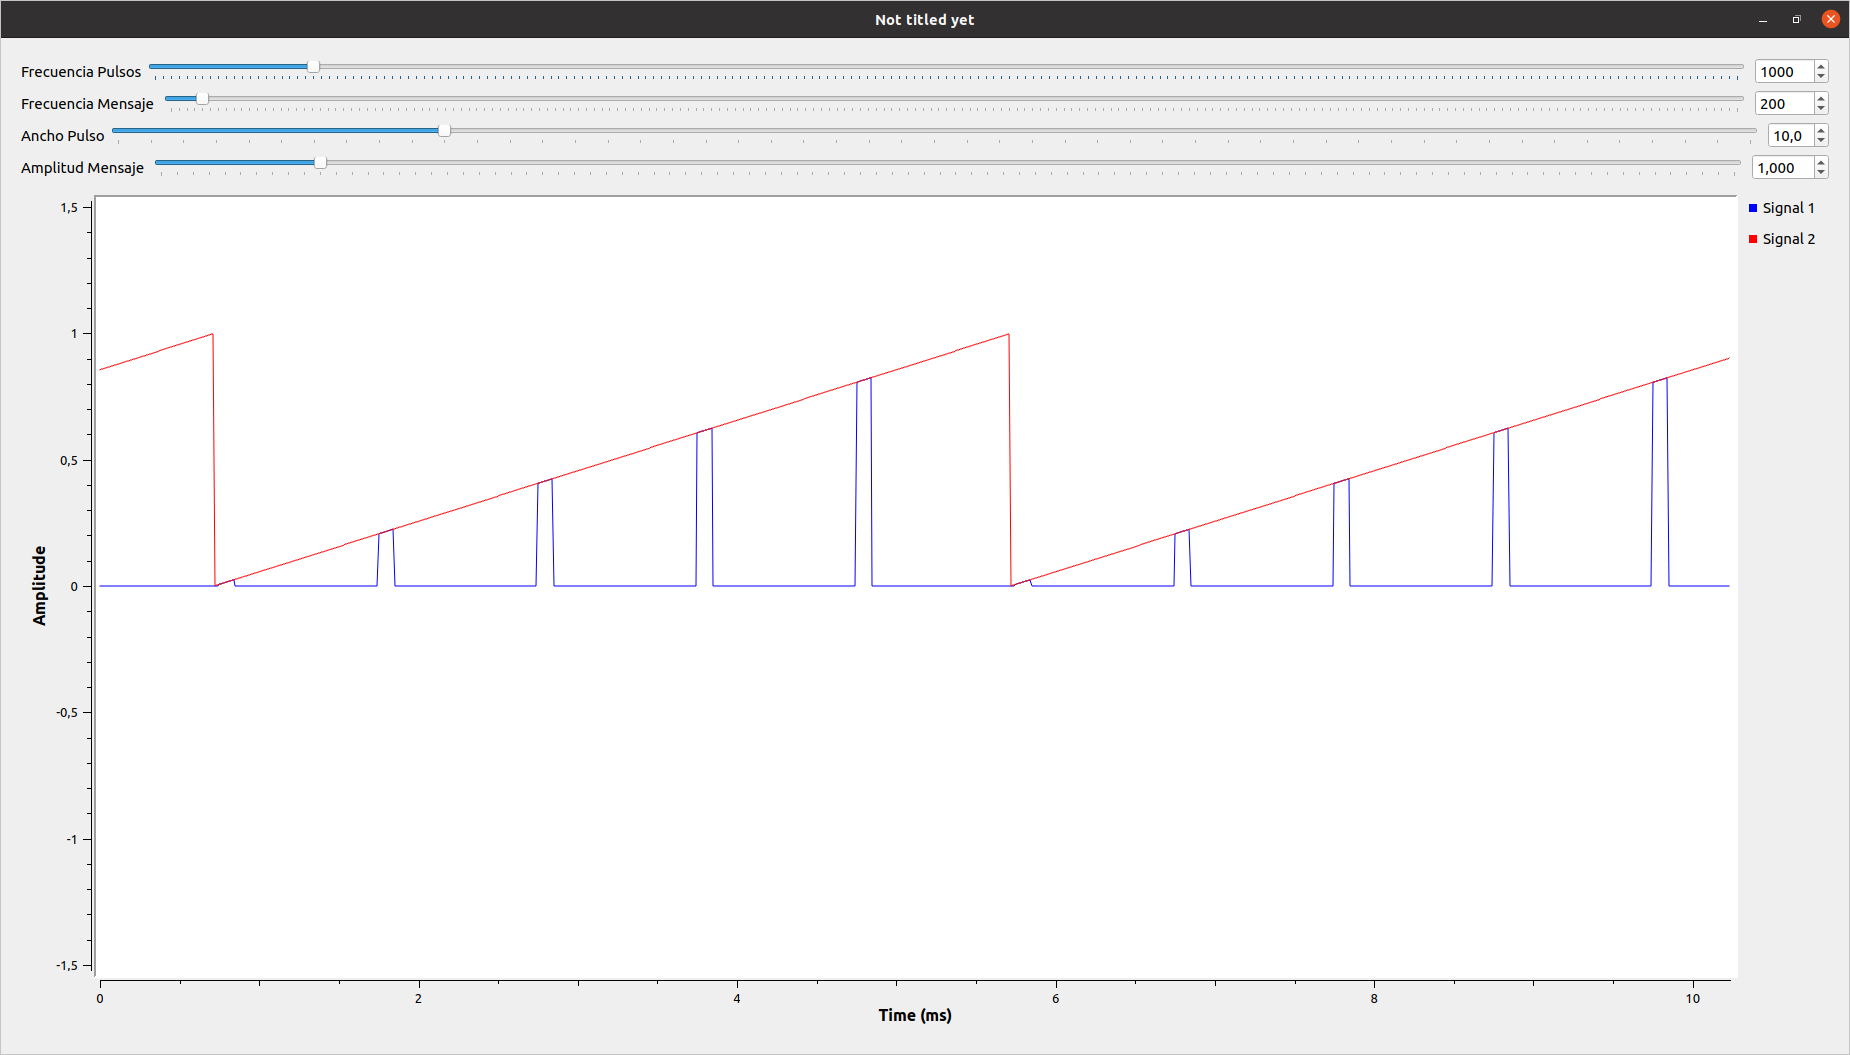 Not titled yet
Frecuencia Pulsos 1000
Frecuencia Mensaje 200
Ancho Pulso 10,0
Amplitud Mensaje 1,000
1,5
1
0,5
0
-0,5
-1
-1,5
Amplitude
Signal 1
Signal 2
0 2 4 6 8 10
Time (ms)